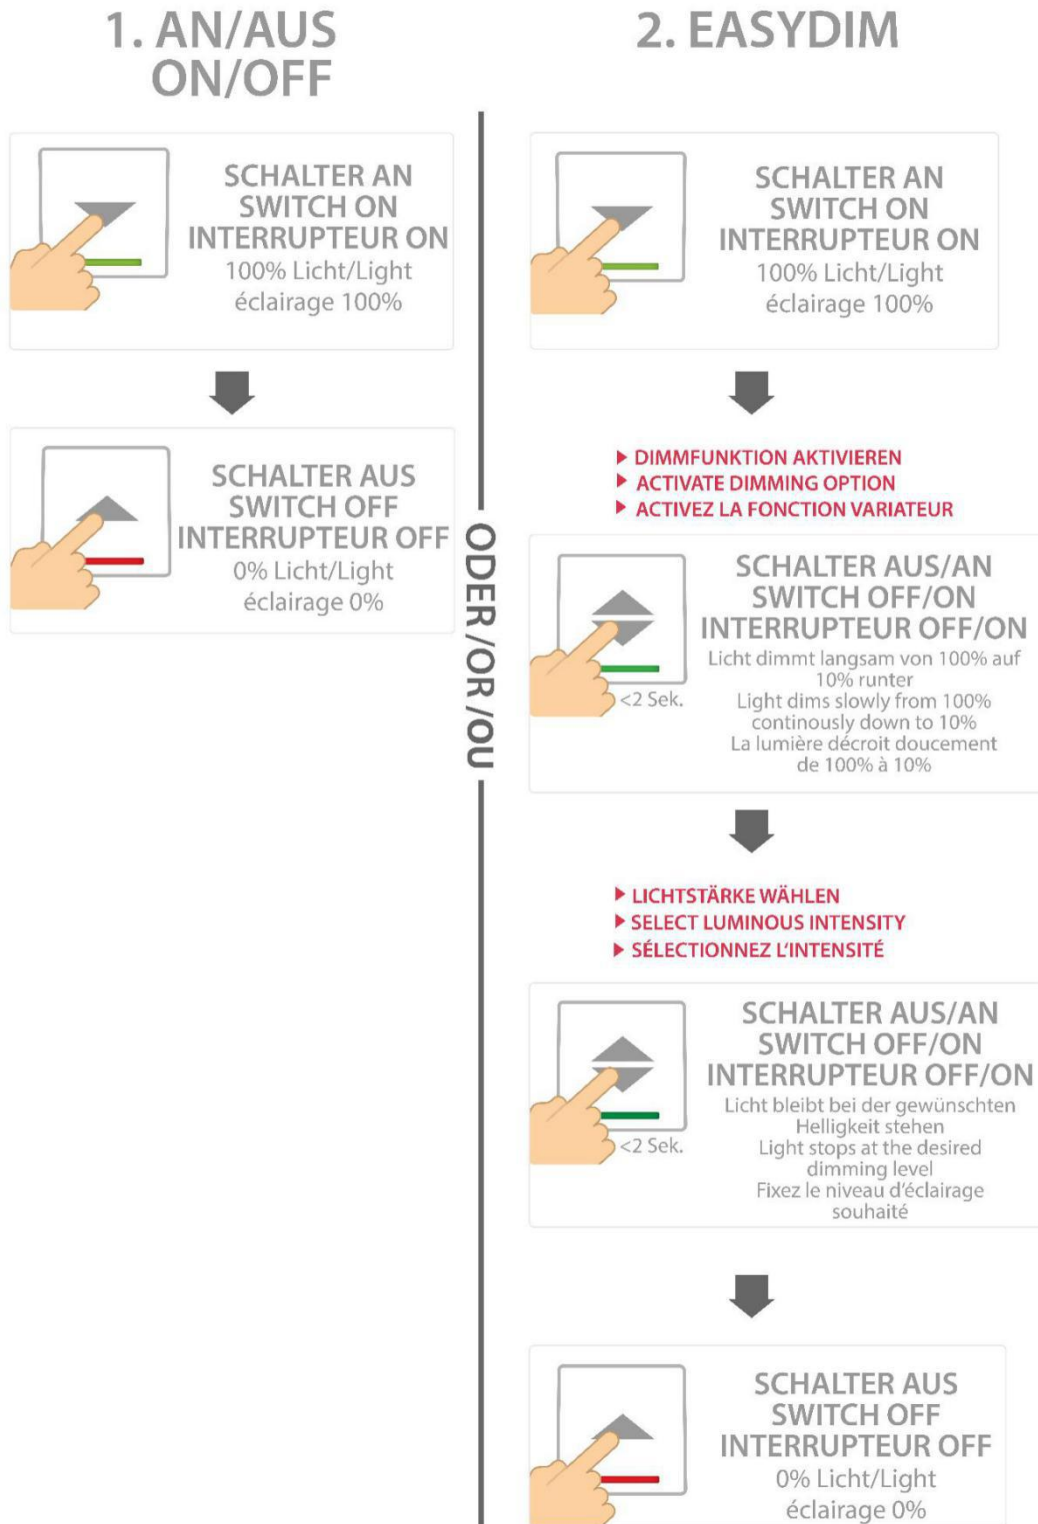 1. AN/AUS
ON/OFF
SCHALTER AN
SWITCH ON
INTERRUPTEUR ON
100% Licht/Light
éclairage 100%
SCHALTER AUS
SWITCH OFF
INTERRUPTEUR OFF
0% Licht/Light
éclairage 0%
ODER /OR /OU
2. EASYDIM
SCHALTER AN
SWITCH ON
INTERRUPTEUR ON
100% Licht/Light
éclairage 100%
DIMMFUNKTION AKTIVIEREN
ACTIVATE DIMMING OPTION
ACTIVEZ LA FONCTION VARIATEUR
<2 Sek.
SCHALTER AUS/AN
SWITCH OFF/ON
INTERRUPTEUR OFF/ON
Licht dimmt langsam von 100% auf
10% runter
Light dims slowly from 100%
continously down to 10%
La lumière décroit doucement
de 100% à 10%
LICHTSTÄRKE WÄHLEN
SELECT LUMINOUS INTENSITY
SÉLECTIONNEZ L'INTENSITÉ
<2 Sek.
SCHALTER AUS/AN
SWITCH OFF/ON
INTERRUPTEUR OFF/ON
Licht bleibt bei der gewünschten
Helligkeit stehen
Light stops at the desired
dimming level
Fixez le niveau d'éclairage
souhaité
SCHALTER AUS
SWITCH OFF
INTERRUPTEUR OFF
0% Licht/Light
éclairage 0%